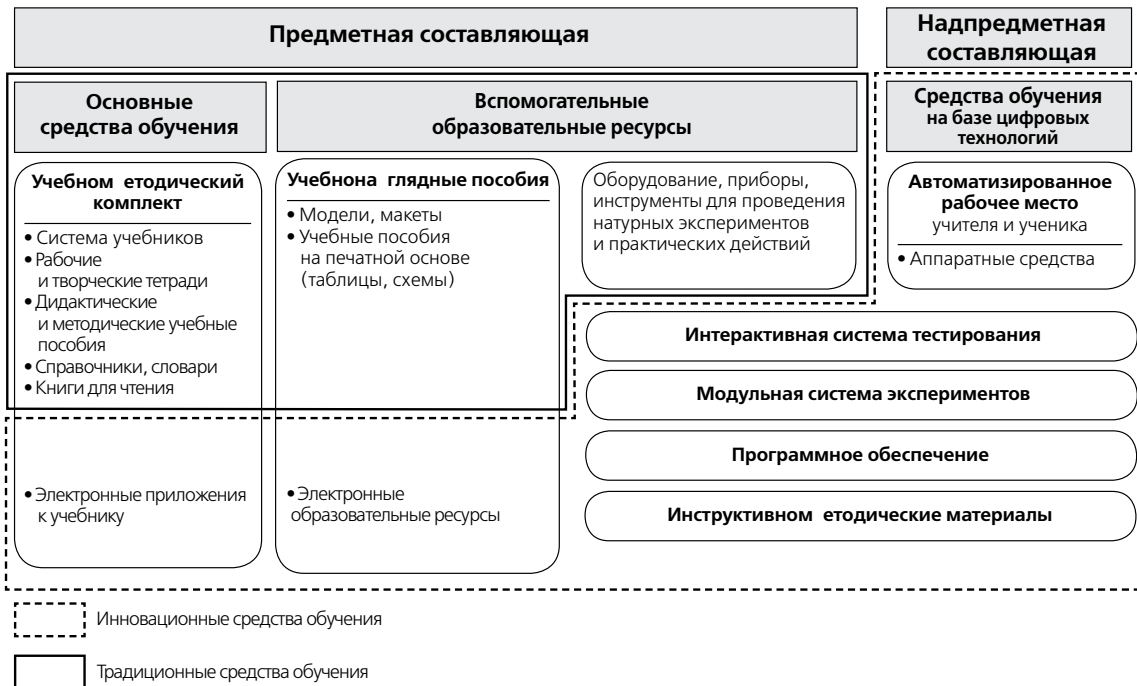 Предметная составляющая
Надпредметная
составляющая
Основные
средства обучения
Вспомогательные
образовательные ресурсы
Средства обучения
на базе цифровых
технологий
Учебном етодический
комплект
• Система учебников
• Рабочие
и творческие тетради
• Дидактические
и методические учебные
пособия
• Справочники, словари
• Книги для чтения
• Электронные приложения
к учебнику
Учебнона глядные пособия
• Модели, макеты
• Учебные пособия
на печатной основе
(таблицы, схемы)
• Электронные
образовательные ресурсы
Оборудование, приборы,
инструменты для проведения
натурных экспериментов
и практических действий
Автоматизированное
рабочее место
учителя и ученика
• Аппаратные средства
Интерактивная система тестирования
Модульная система экспериментов
Программное обеспечение
Инструктивном етодические материалы
Инновационные средства обучения
Традиционные средства обучения